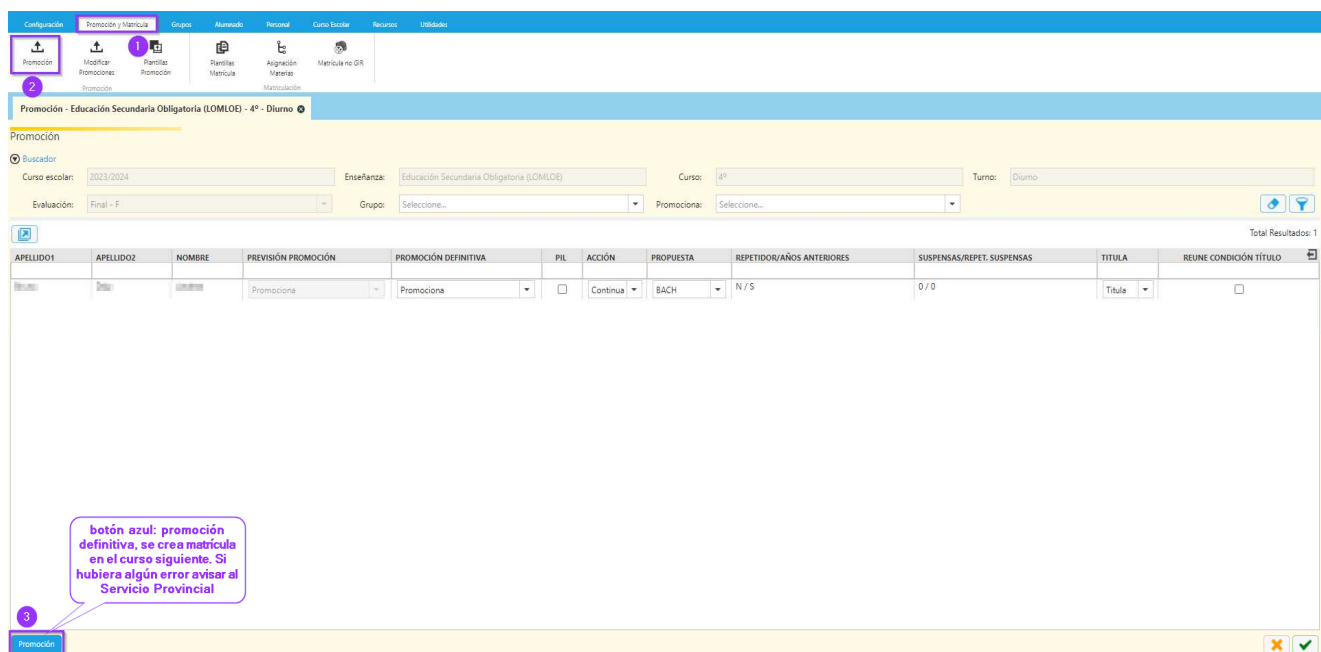 Configuración Promoción y Matrícula Grupos Alumnado Personal Curso Escolar Recursos Utilidades
1
Promoción Modificar Promociones Plantillas Promoción Plantillas Matrícula Asignación Materias Matrícula no GIR
2
Promoción Matriculación
Promoción - Educación Secundaria Obligatoria (LOMLOE) - 4º - Diurno
Promoción
Buscador
Curso escolar: 2023/2024 Enseñanza: Educación Secundaria Obligatoria (LOMLOE) Curso: 4º Turno: Diurno
Evaluación: Final - F Grupo: Seleccione... Promociona: Seleccione...
Total Resultados: 1
APELLIDO1 APELLIDO2 NOMBRE PREVISIÓN PROMOCIÓN PROMOCIÓN DEFINITIVA PIL ACCIÓN PROPUESTA REPETIDOR/AÑOS ANTERIORES SUSPENSAS/REPET. SUSPENSAS TITULA REUNE CONDICIÓN TÍTULO
Promociona Promociona Continua BACH N / S 0 / 0 Titula
botón azul: promoción
definitiva, se crea matrícula
en el curso siguiente. Si
hubiera algún error avisar al
Servicio Provincial
3
Promoción